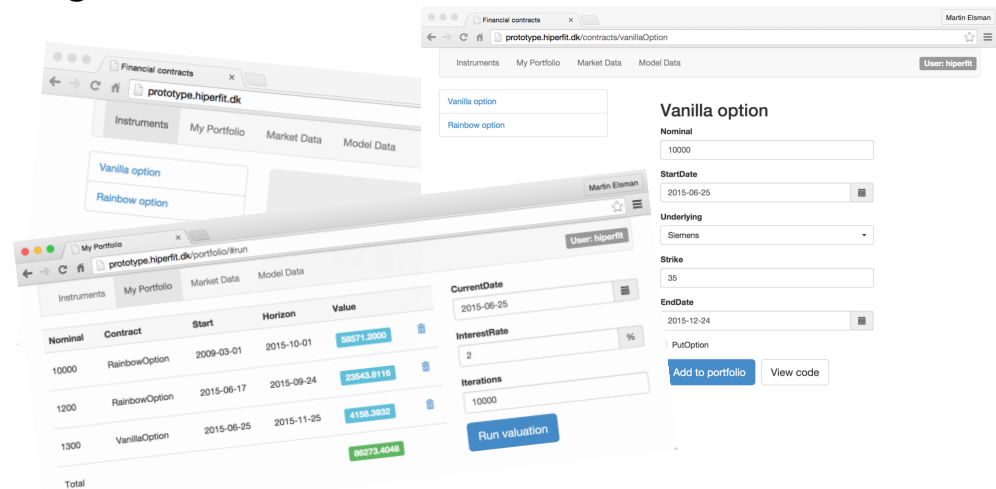 Financial contracts
prototype.hiperfit.dk
Instruments My Portfolio Market Data Model Data
Vanilla option
Rainbow option
Financial contracts
Martin Elsman
prototype.hiperfit.dk/contracts/vanillaOption
Instruments My Portfolio Market Data Model Data
User: hiperfit
Vanilla option
Rainbow option
Vanilla option
Nominal
10000
StartDate
2015-06-25
Underlying
Siemens
Strike
35
EndDate
2015-12-24
PutOption
Add to portfolio View code
My Portfolio
Martin Elsman
prototype.hiperfit.dk/portfolio/#run
Instruments My Portfolio Market Data Model Data
User: hiperfit
Nominal Contract Start Horizon Value
10000 RainbowOption 2009-03-01 2015-10-01 58571.2000
1200 RainbowOption 2015-06-17 2015-09-24 23543.8116
1300 VanillaOption 2015-06-25 2015-11-25 4158.3932
Total 86273.4048
CurrentDate
2015-06-25
InterestRate
2 %
Iterations
10000
Run valuation